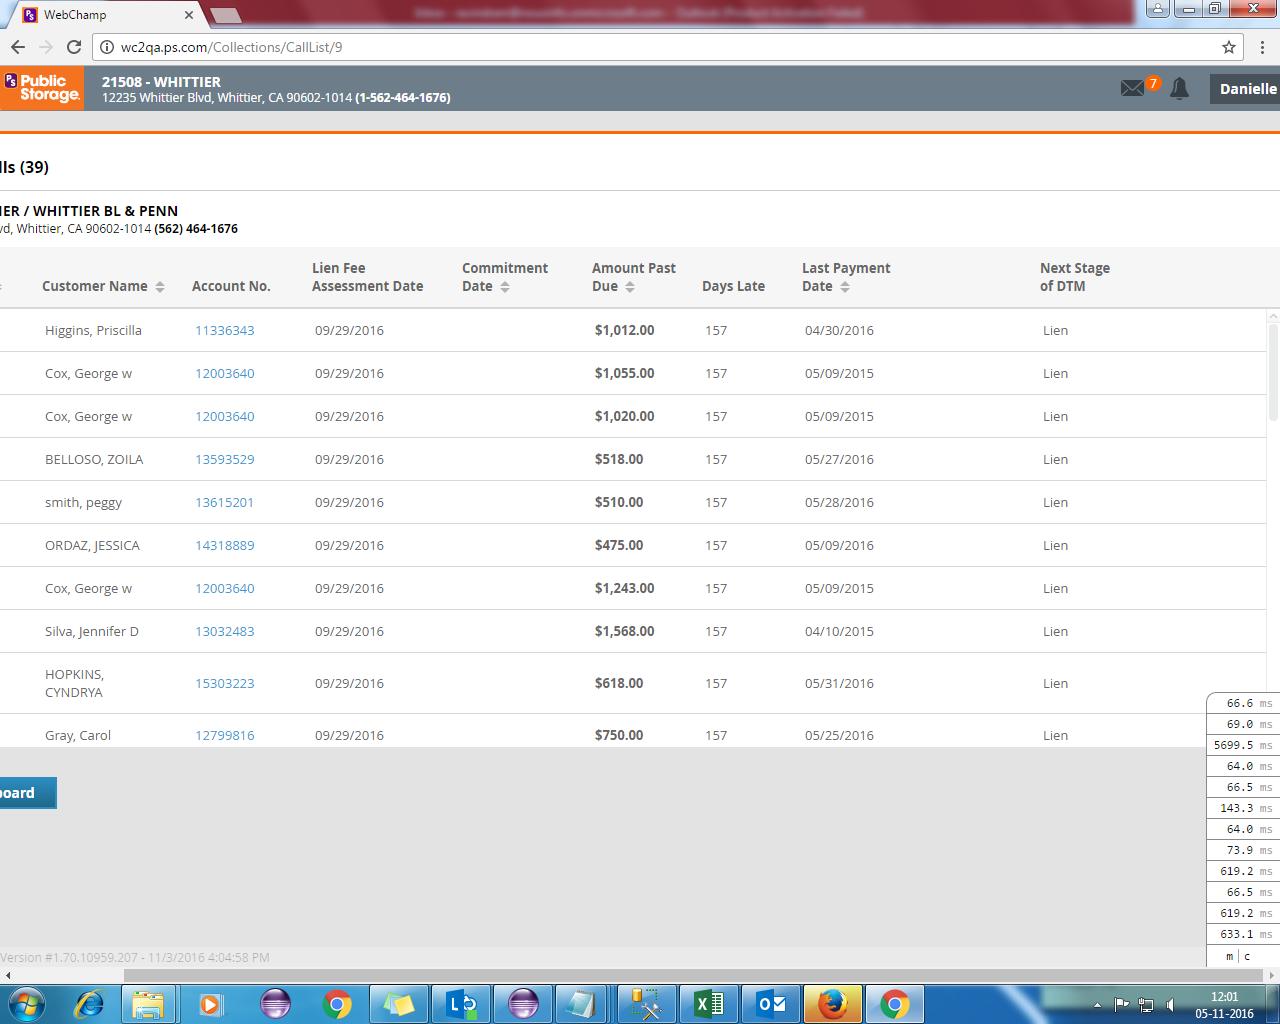 WebChamp
wc2qa.ps.com/Collections/CallList/9
PS Public Storage.
21508 - WHITTIER
12235 Whittier Blvd, Whittier, CA 90602-1014 (1-562-464-1676)
7
Danielle
lls (39)
IER / WHITTIER BL & PENN
vd, Whittier, CA 90602-1014 (562) 464-1676
Customer Name Account No. Lien Fee Assessment Date Commitment Date Amount Past Due Days Late Last Payment Date Next Stage of DTM
Higgins, Priscilla 11336343 09/29/2016 $1,012.00 157 04/30/2016 Lien
Cox, George w 12003640 09/29/2016 $1,055.00 157 05/09/2015 Lien
Cox, George w 12003640 09/29/2016 $1,020.00 157 05/09/2015 Lien
BELLOSO, ZOILA 13593529 09/29/2016 $518.00 157 05/27/2016 Lien
smith, peggy 13615201 09/29/2016 $510.00 157 05/28/2016 Lien
ORDAZ, JESSICA 14318889 09/29/2016 $475.00 157 05/09/2016 Lien
Cox, George w 12003640 09/29/2016 $1,243.00 157 05/09/2015 Lien
Silva, Jennifer D 13032483 09/29/2016 $1,568.00 157 04/10/2015 Lien
HOPKINS, CYNDRYA 15303223 09/29/2016 $618.00 157 05/31/2016 Lien
Gray, Carol 12799816 09/29/2016 $750.00 157 05/25/2016 Lien
66.6 ms
69.0 ms
5699.5 ms
64.0 ms
66.5 ms
143.3 ms
64.0 ms
73.9 ms
619.2 ms
66.5 ms
619.2 ms
633.1 ms
m | c
board
Version #1.70.10959.207 - 11/3/2016 4:04:58 PM
12:01
05-11-2016